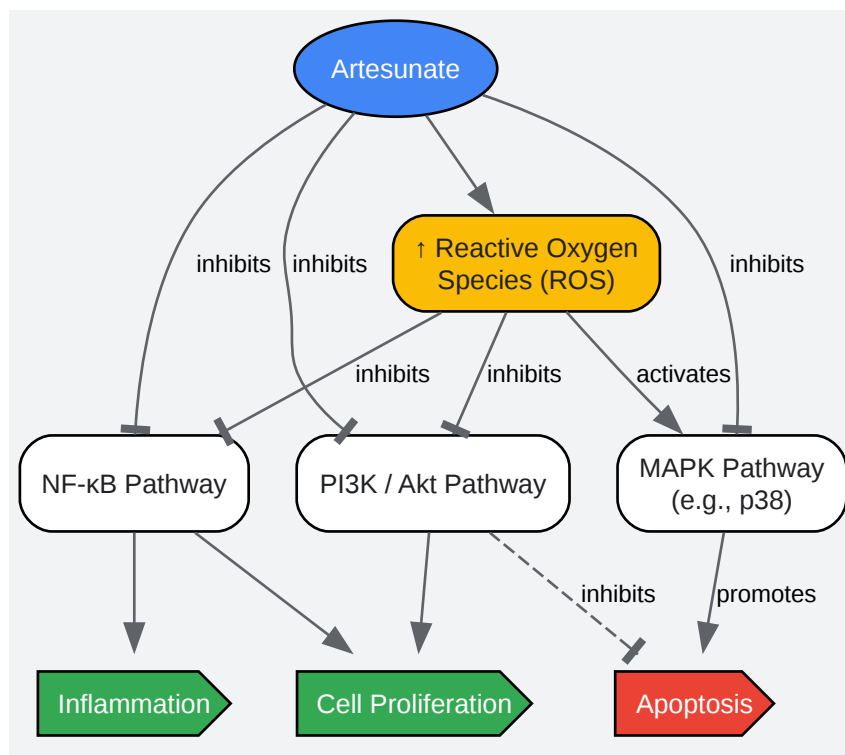 Artesunate
↑ Reactive Oxygen
Species (ROS)
inhibits
inhibits
inhibits
inhibits
inhibits
activates
NF-κB Pathway
PI3K / Akt Pathway
MAPK Pathway
(e.g., p38)
inhibits
promotes
Inflammation
Cell Proliferation
Apoptosis